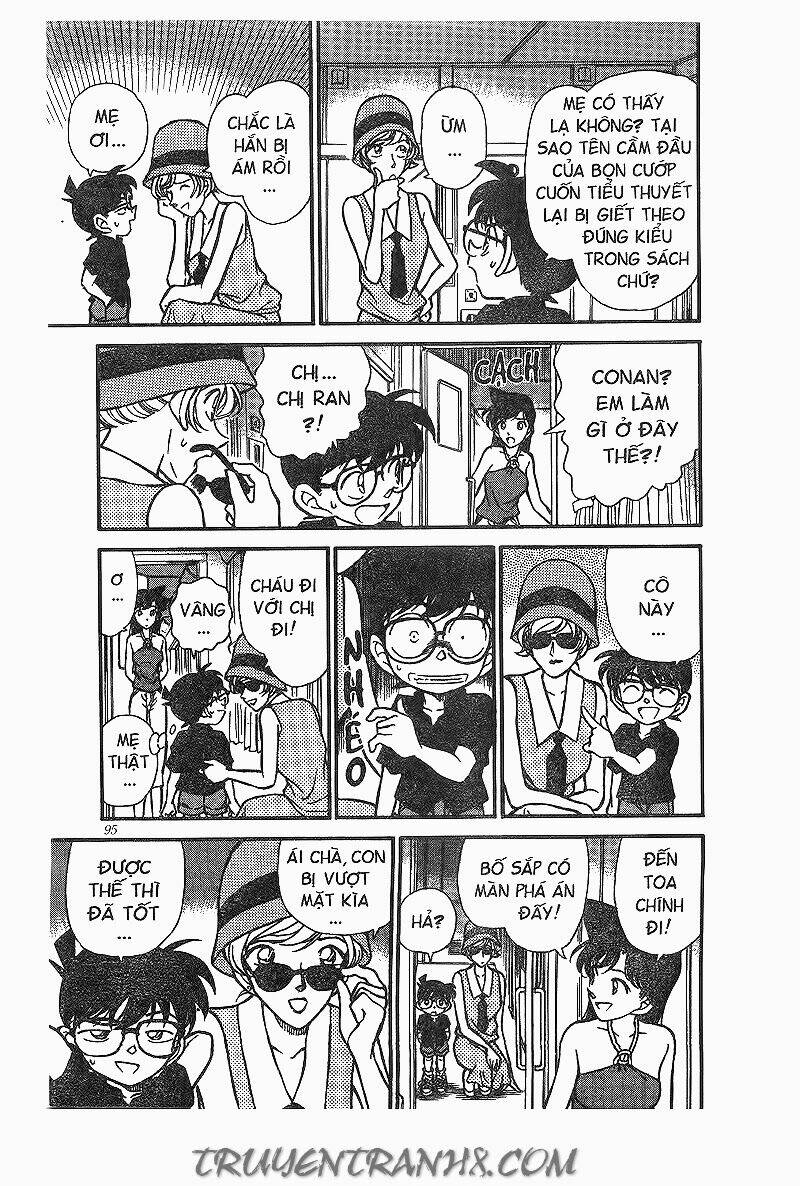 MẸ CÓ THẤY
LẠ KHÔNG? TẠI
SAO TÊN CẦM ĐẦU
CỦA BỌN CƯỚP
CUỐN TIỂU THUYẾT
LẠI BỊ GIẾT THEO
ĐÚNG KIỂU
TRONG SÁCH
CHỨ?
ỪM
...
CHẮC LÀ
HẮN BỊ
ÁM RỒI
...
MẸ
ƠI...
CONAN?
EM LÀM
GÌ Ở ĐÂY
THẾ?!
CẠCH
CHỊ...
CHỊ RAN
?!
CÔ
NÀY
...
NHÉO
CHÁU ĐI
VỚI CHỊ
ĐI!
VÂNG
...
Ơ
...
MẸ
THẬT
...
95
ĐẾN
TOA
CHÍNH
ĐI!
BỐ SẮP CÓ
MÀN PHÁ ÁN
ĐẤY!
HẢ?
ÁI CHÀ, CON
BỊ VƯỢT
MẶT KÌA
ĐƯỢC
THẾ THÌ
ĐÃ TỐT
...
TRUYENTRANH8.COM